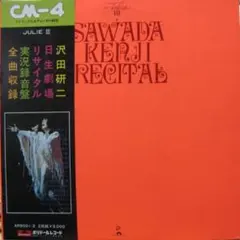 CM-4
JULIE Ⅲ
SAWADA
KENJI
RECITAL
沢田研二
日生劇場
リサイタル
実況録音盤
全曲収録
ポリドール・レコード